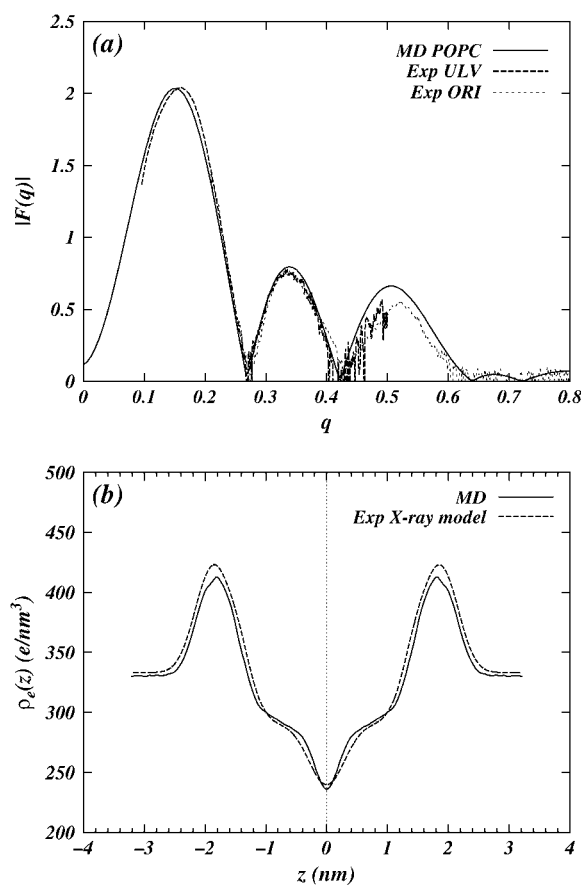 (a)
MD POPC
Exp ULV
Exp ORI
|F(q)|
2.5
2
1.5
1
0.5
0
0 0.1 0.2 0.3 0.4 0.5 0.6 0.7 0.8
q
(b)
MD
Exp X-ray model
ρe(z) (e/nm³)
500
450
400
350
300
250
200
−4 −3 −2 −1 0 1 2 3 4
z (nm)